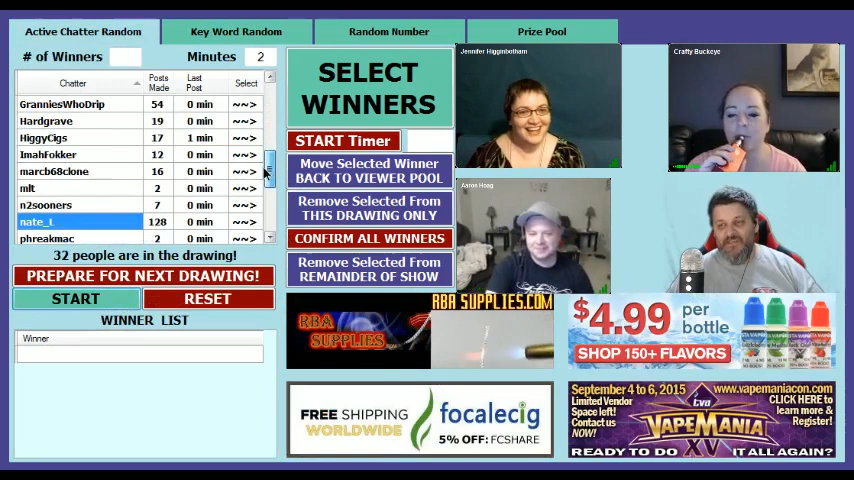 Active Chatter Random
Key Word Random
Random Number
Prize Pool
# of Winners
Minutes 2
Chatter Posts Made Last Post Select
GranniesWhoDrip 54 0 min ~~>
Hardgrave 19 0 min ~~>
HiggyCigs 17 1 min ~~>
ImahFokker 12 0 min ~~>
marcb68clone 16 0 min ~~>
mlt 2 0 min ~~>
n2sooners 7 0 min ~~>
nate_L 128 0 min ~~>
phreakmac 2 0 min ~~>
32 people are in the drawing!
PREPARE FOR NEXT DRAWING!
START
RESET
WINNER LIST
Winner
SELECT
WINNERS
START Timer
Move Selected Winner
BACK TO VIEWER POOL
Remove Selected From
THIS DRAWING ONLY
CONFIRM ALL WINNERS
Remove Selected From
REMAINDER OF SHOW
Jennifer Higginbotham
Crafty Buckeye
Aaron Hoag
RBA
SUPPLIES
RBA SUPPLIES.COM
$4.99 per
bottle
SHOP 150+ FLAVORS
FREE SHIPPING
WORLDWIDE
focalecig
5% OFF: FCSHARE
September 4 to 6, 2015 www.vapemaniacon.com
Limited
Vendor
Space left!
Contact us
NOW!
tva
VAPEMANIA
XV
CLICK HERE to
learn more &
Register!
READY TO DO IT ALL AGAIN?